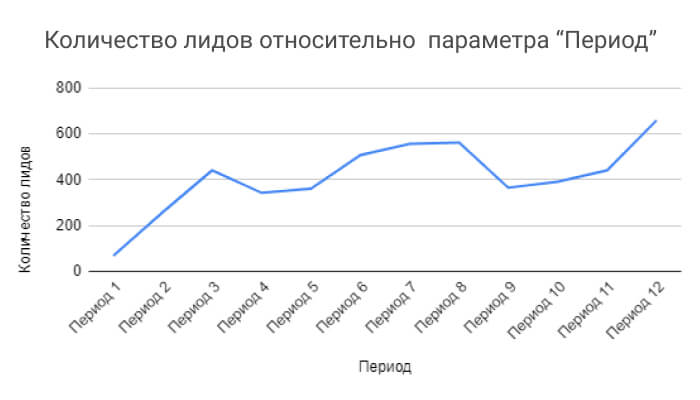 Количество лидов относительно параметра “Период”
800
600
400
200
0
Количество лидов
Период 1
Период 2
Период 3
Период 4
Период 5
Период 6
Период 7
Период 8
Период 9
Период 10
Период 11
Период 12
Период